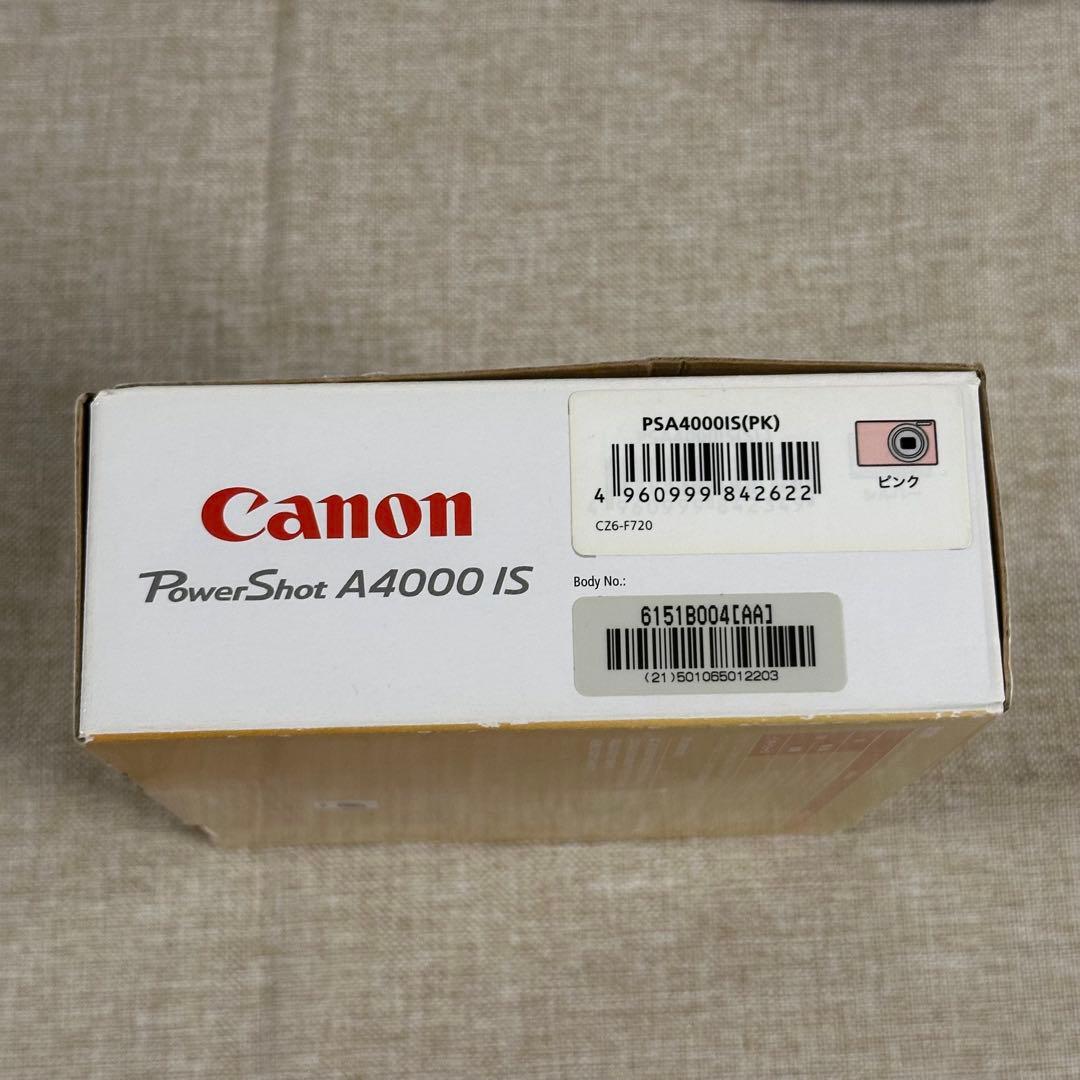 Canon
PowerShot A4000 IS
PSA4000IS(PK)
4 960999 842622
ピンク
CZ6-F720
Body No.:
6151B004[AA]
(21)501065012203